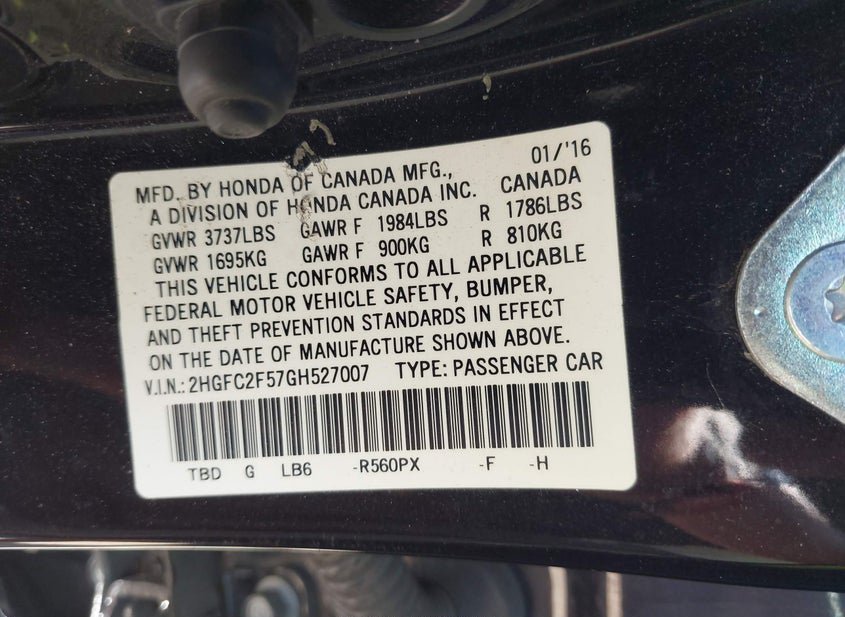 01/'16
MFD. BY HONDA OF CANADA MFG.,
A DIVISION OF HONDA CANADA INC. CANADA
GVWR 3737LBS GAWR F 1984LBS R 1786LBS
GVWR 1695KG GAWR F 900KG R 810KG
THIS VEHICLE CONFORMS TO ALL APPLICABLE
FEDERAL MOTOR VEHICLE SAFETY, BUMPER,
AND THEFT PREVENTION STANDARDS IN EFFECT
ON THE DATE OF MANUFACTURE SHOWN ABOVE.
V.I.N.: 2HGFC2F57GH527007 TYPE: PASSENGER CAR
TBD G LB6 -R560PX -F -H